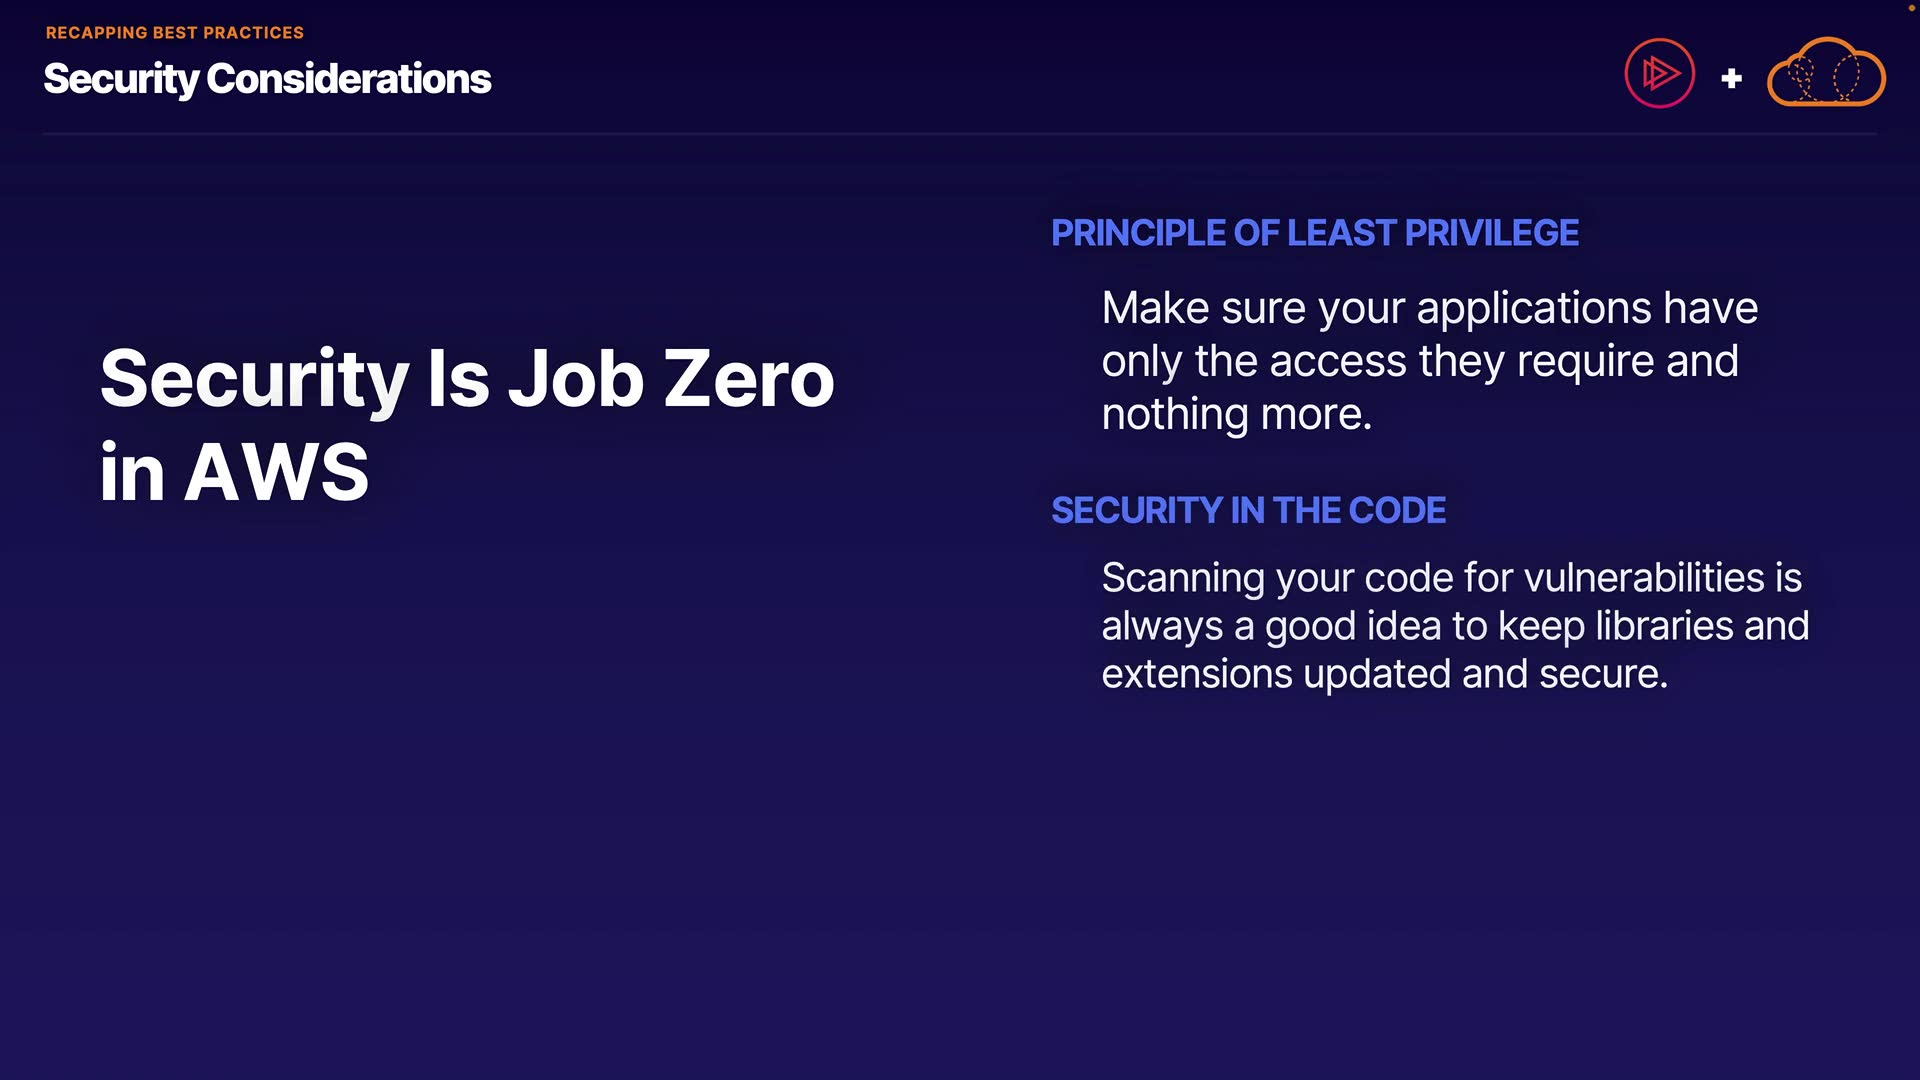 RECAPPING BEST PRACTICES
Security Considerations
+
Security Is Job Zero
in AWS
PRINCIPLE OF LEAST PRIVILEGE
Make sure your applications have
only the access they require and
nothing more.
SECURITY IN THE CODE
Scanning your code for vulnerabilities is
always a good idea to keep libraries and
extensions updated and secure.